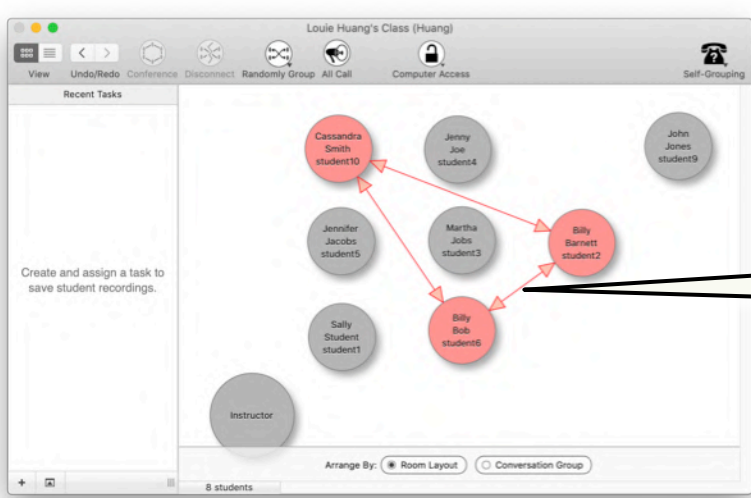 Louie Huang's Class (Huang)
View Undo/Redo Conference Disconnect Randomly Group All Call Computer Access Self-Grouping
Recent Tasks
Cassandra
Smith
student10
Jenny
Joe
student4
John
Jones
student9
Jennifer
Jacobs
student5
Martha
Jobs
student3
Billy
Barnett
student2
Create and assign a task to
save student recordings.
Sally
Student
student1
Billy
Bob
student6
Instructor
Arrange By: Room Layout Conversation Group
8 students